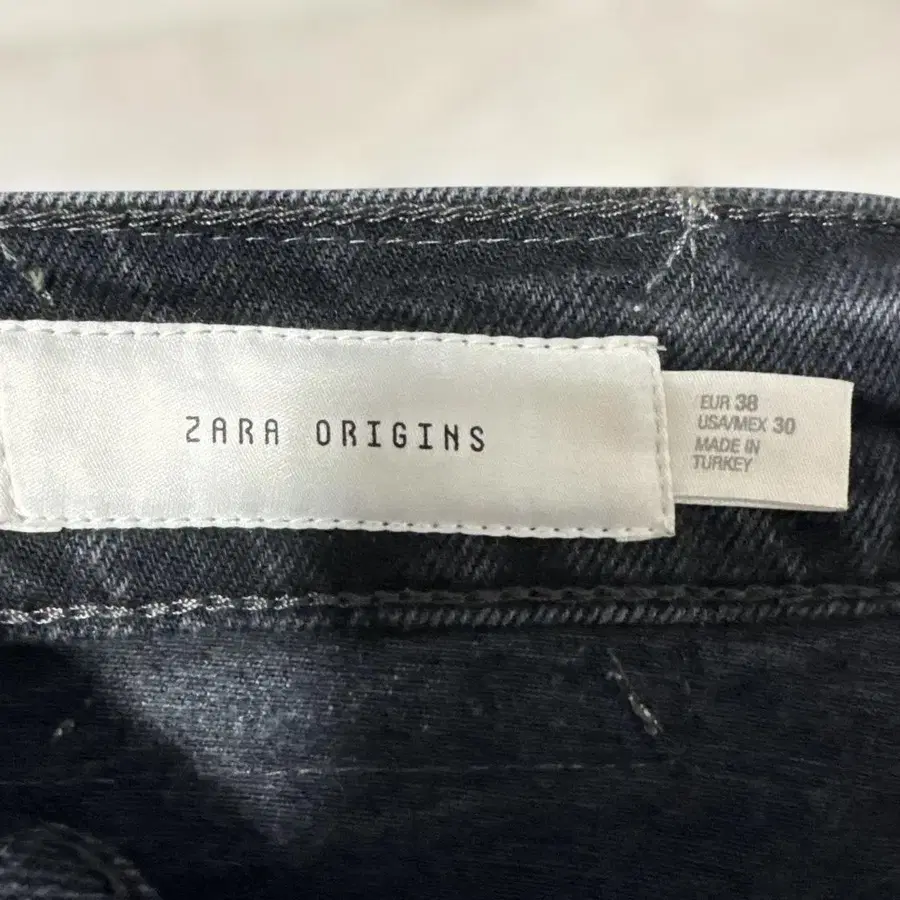 ZARA ORIGINS
EUR 38
USA/MEX 30
MADE IN
TURKEY